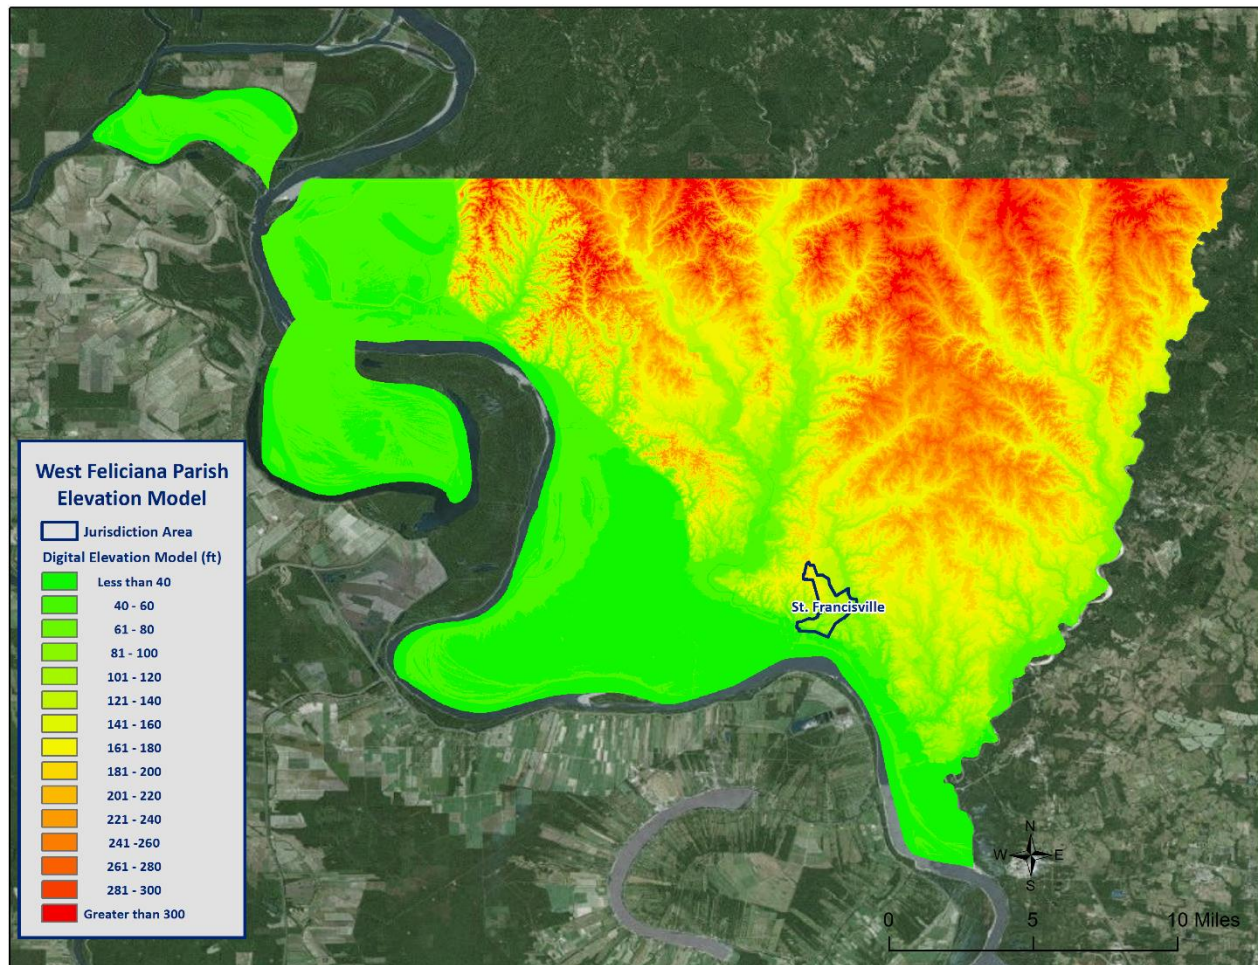 West Feliciana Parish
Elevation Model
Jurisdiction Area
Digital Elevation Model (ft)
Less than 40
40 - 60
61 - 80
81 - 100
101 - 120
121 - 140
141 - 160
161 - 180
181 - 200
201 - 220
221 - 240
241 -260
261 - 280
281 - 300
Greater than 300
St. Francisville
N
W
E
S
0
5
10 Miles